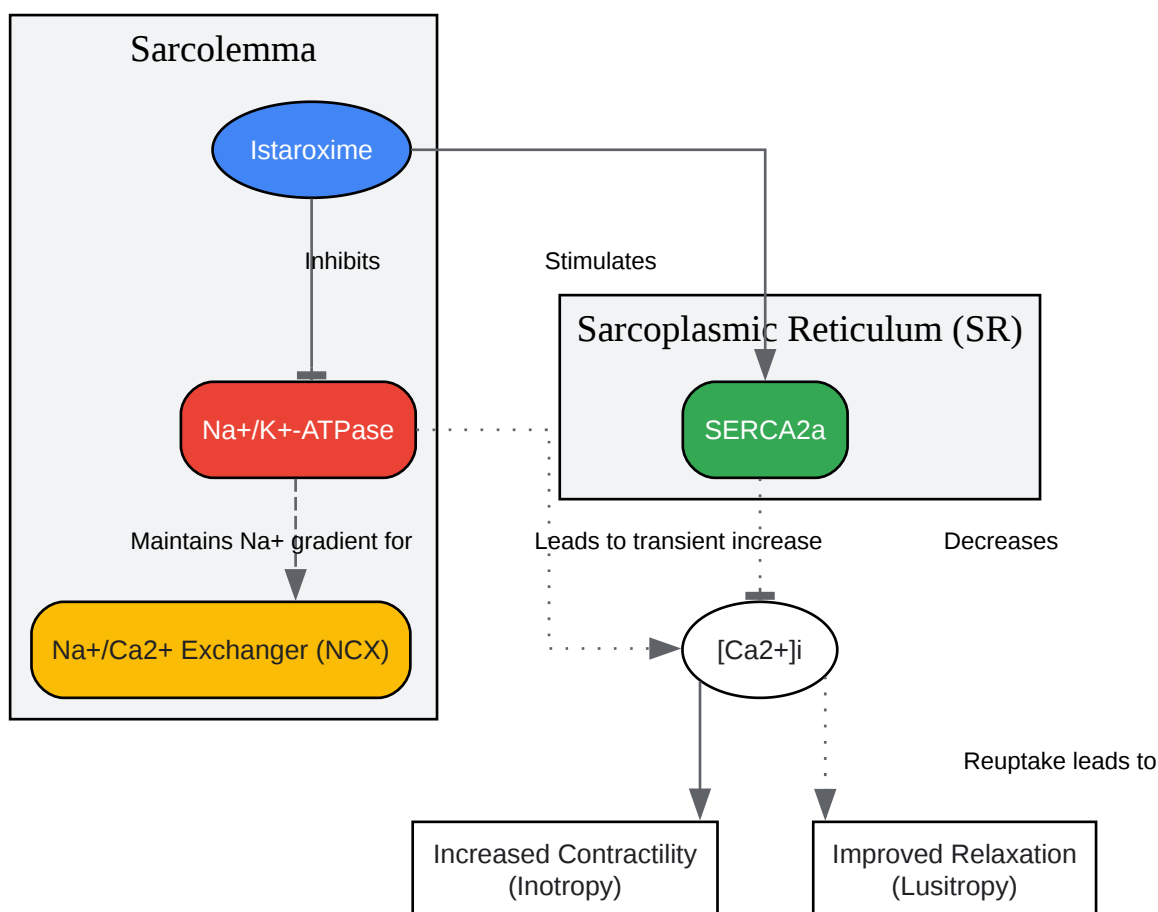 Sarcolemma
Istaroxime
Inhibits
Stimulates
Sarcoplasmic Reticulum (SR)
Na+/K+-ATPase
SERCA2a
Maintains Na+ gradient for
Leads to transient increase
Decreases
Na+/Ca2+ Exchanger (NCX)
[Ca2+]i
Reuptake leads to
Increased Contractility
(Inotropy)
Improved Relaxation
(Lusitropy)